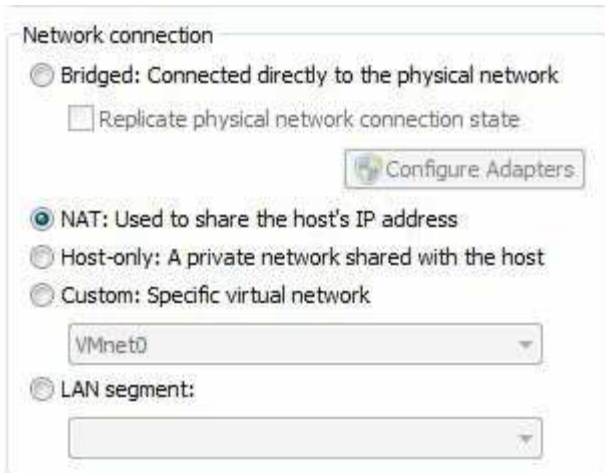 Network connection
Bridged: Connected directly to the physical network
Replicate physical network connection state
Configure Adapters
NAT: Used to share the host's IP address
Host-only: A private network shared with the host
Custom: Specific virtual network
VMnet0
LAN segment: